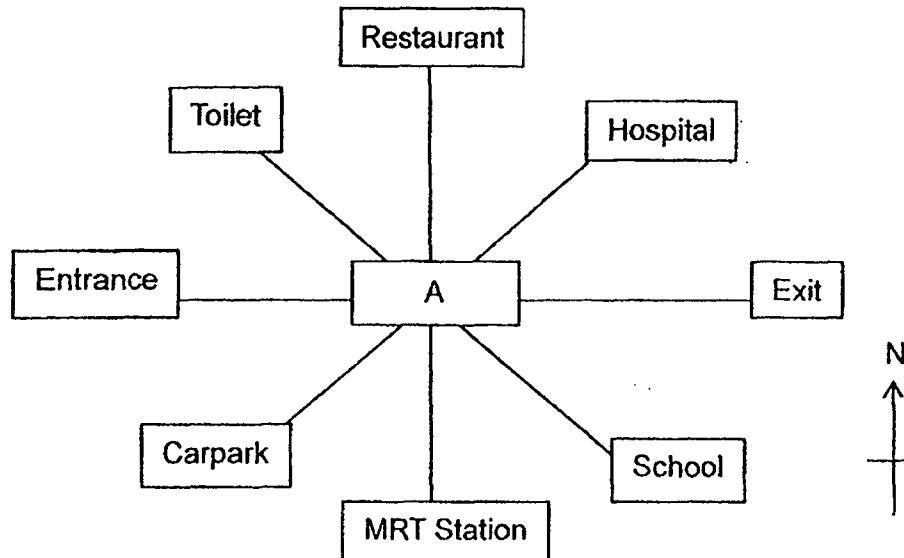 Restaurant
Toilet
Hospital
Entrance
A
Exit
N
Carpark
School
MRT Station